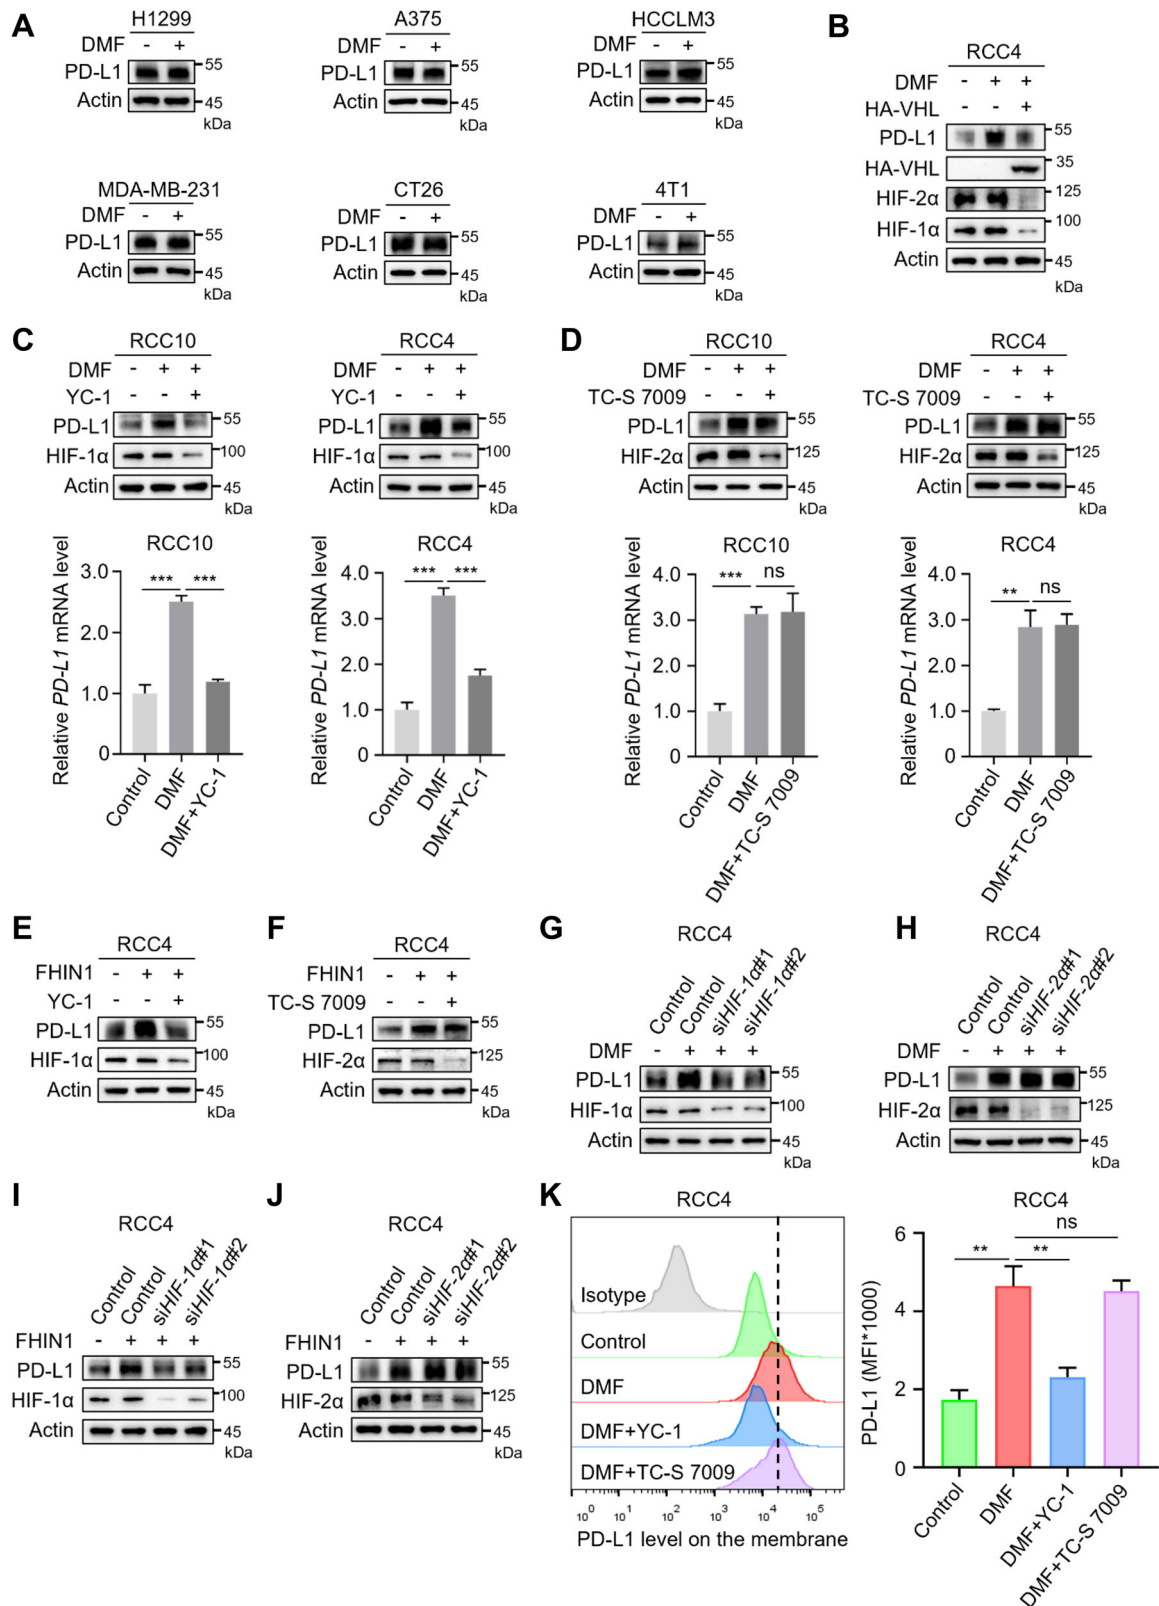 A
H1299
DMF - +
PD-L1 55
Actin 45
kDa
A375
DMF - +
PD-L1 55
Actin 45
kDa
HCCLM3
DMF - +
PD-L1 55
Actin 45
kDa
MDA-MB-231
DMF - +
PD-L1 55
Actin 45
kDa
CT26
DMF - +
PD-L1 55
Actin 45
kDa
4T1
DMF - +
PD-L1 55
Actin 45
kDa
B
RCC4
DMF - + +
HA-VHL - - +
PD-L1 55
HA-VHL 35
HIF-2α 125
HIF-1α 100
Actin 45
kDa
C
RCC10
DMF - + +
YC-1 - - +
PD-L1 55
HIF-1α 100
Actin 45
kDa
RCC4
DMF - + +
YC-1 - - +
PD-L1 55
HIF-1α 100
Actin 45
kDa
RCC10
Relative PD-L1 mRNA level
3.0
2.0
1.0
0
*** ***
Control
DMF
DMF+YC-1
RCC4
Relative PD-L1 mRNA level
4.0
3.0
2.0
1.0
0
*** ***
Control
DMF
DMF+YC-1
D
RCC10
DMF - + +
TC-S 7009 - - +
PD-L1 55
HIF-2α 125
Actin 45
kDa
RCC4
DMF - + +
TC-S 7009 - - +
PD-L1 55
HIF-2α 125
Actin 45
kDa
RCC10
Relative PD-L1 mRNA level
4.0
3.0
2.0
1.0
0
*** ns
Control
DMF
DMF+TC-S 7009
RCC4
Relative PD-L1 mRNA level
4.0
3.0
2.0
1.0
0
** ns
Control
DMF
DMF+TC-S 7009
E
RCC4
FHIN1 - + +
YC-1 - - +
PD-L1 55
HIF-1α 100
Actin 45
kDa
F
RCC4
FHIN1 - + +
TC-S 7009 - - +
PD-L1 55
HIF-2α 125
Actin 45
kDa
G
RCC4
Control Control siHIF-1α#1 siHIF-1α#2
DMF - + + +
PD-L1 55
HIF-1α 100
Actin 45
kDa
H
RCC4
Control Control siHIF-2α#1 siHIF-2α#2
DMF - + + +
PD-L1 55
HIF-2α 125
Actin 45
kDa
I
RCC4
Control Control siHIF-1α#1 siHIF-1α#2
FHIN1 - + + +
PD-L1 55
HIF-1α 100
Actin 45
kDa
J
RCC4
Control Control siHIF-2α#1 siHIF-2α#2
FHIN1 - + + +
PD-L1 55
HIF-2α 125
Actin 45
kDa
K
RCC4
Isotype
Control
DMF
DMF+YC-1
DMF+TC-S 7009
10^0 10^1 10^2 10^3 10^4 10^5
PD-L1 level on the membrane
RCC4
PD-L1 (MFI*1000)
6
4
2
0
ns
** **
Control
DMF
DMF+YC-1
DMF+TC-S 7009